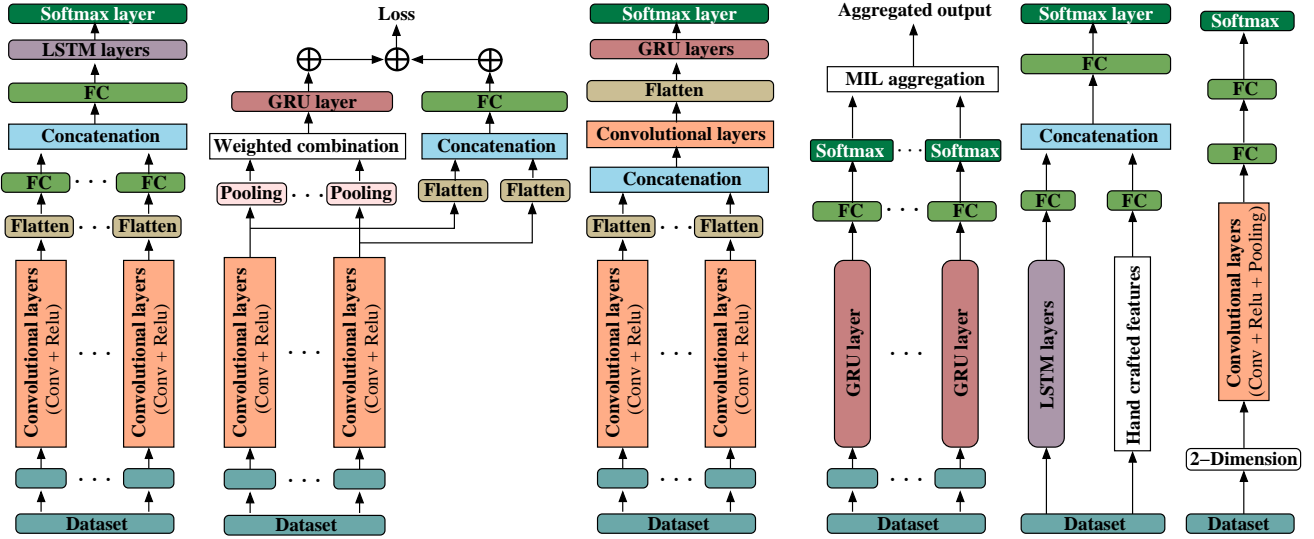 Softmax layer
LSTM layers
FC
Concatenation
FC ... FC
Flatten ... Flatten
Convolutional layers
(Conv + Relu)
...
Convolutional layers
(Conv + Relu)
...
Dataset
Loss
GRU layer
FC
Weighted combination
Concatenation
Pooling ... Pooling
Flatten
Flatten
Convolutional layers
(Conv + Relu)
...
Convolutional layers
(Conv + Relu)
...
Dataset
Softmax layer
GRU layers
Flatten
Convolutional layers
Concatenation
Flatten ... Flatten
Convolutional layers
(Conv + Relu)
...
Convolutional layers
(Conv + Relu)
...
Dataset
Aggregated output
MIL aggregation
Softmax ... Softmax
FC ... FC
GRU layer
...
GRU layer
...
Dataset
Softmax layer
FC
Concatenation
FC
FC
LSTM layers
Hand crafted features
Dataset
Softmax
FC
FC
Convolutional layers
(Conv + Relu + Pooling)
2-Dimension
Dataset